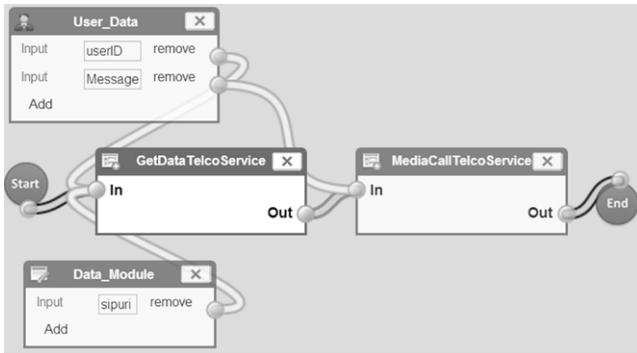 User_Data X
Input userID remove
Input Message remove
Add
GetDataTelcoService X
MediaCallTelcoService X
Start
In
In
Out
Out
End
Data_Module X
Input sipuri remove
Add